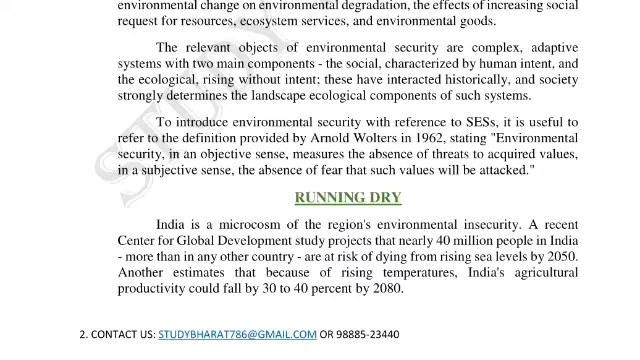 environmental change on environmental degradation, the effects of increasing social
request for resources, ecosystem services, and environmental goods.
The relevant objects of environmental security are complex, adaptive
systems with two main components - the social, characterized by human intent, and
the ecological, rising without intent; these have interacted historically, and society
strongly determines the landscape ecological components of such systems.
To introduce environmental security with reference to SESs, it is useful to
refer to the definition provided by Arnold Wolters in 1962, stating "Environmental
security, in an objective sense, measures the absence of threats to acquired values,
in a subjective sense, the absence of fear that such values will be attacked."
RUNNING DRY
India is a microcosm of the region's environmental insecurity. A recent
Center for Global Development study projects that nearly 40 million people in India
- more than in any other country - are at risk of dying from rising sea levels by 2050.
Another estimates that because of rising temperatures, India's agricultural
productivity could fall by 30 to 40 percent by 2080.
2. CONTACT US: STUDYBHARAT786@GMAIL.COM OR 98885-23440
STUDY